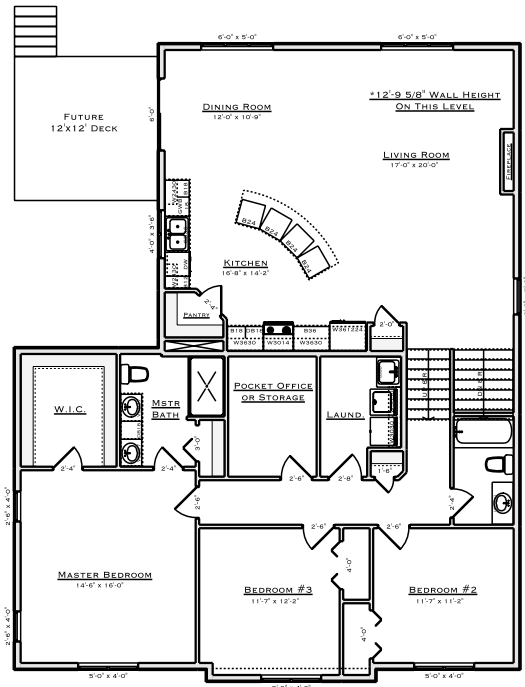 6'-0" x 5'-0"
6'-0" x 5'-0"
Future
12'x12' Deck
6'-0"
Dining Room
12'-0" x 10'-9"
*12'-9 5/8" Wall Height
On This Level
Living Room
17'-0" x 20'-0"
Fireplace
B18
4'-0" x 3'-6"
DW
B24
B24
B24
B24
Kitchen
16'-8" x 14'-2"
2'-4"
Pantry
2'-0"
B18
DB18
B36
W3630
W3014
W3630
W.I.C.
Mstr
Bath
Pocket Office
or Storage
Laund.
3'-0"
2'-4"
2'-4"
2'-6"
2'-8"
1'-6"
2'-6"
2'-4"
2'-6"
2'-6"
2'-6" x 4'-0"
Master Bedroom
14'-6" x 16'-0"
Bedroom #3
11'-7" x 12'-2"
4'-0"
Bedroom #2
11'-7" x 11'-2"
4'-0"
2'-6" x 4'-0"
5'-0" x 4'-0"
5'-0" x 4'-0"